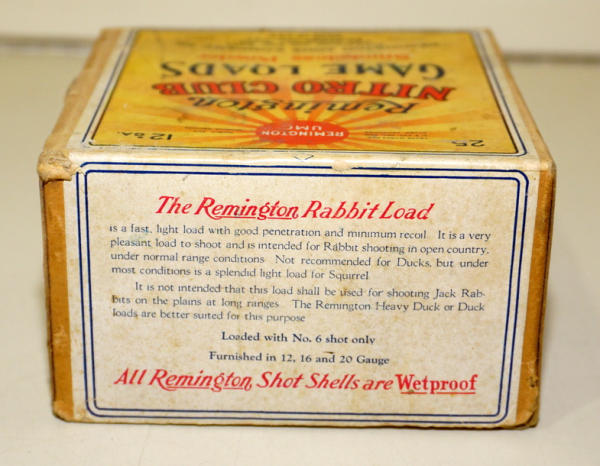 Remington
NITRO CLUB
GAME LOADS
Smokeless Powder
REMINGTON
UMC
12 GA.
25
The Remington Rabbit Load
is a fast, light load with good penetration and minimum recoil. It is a very
pleasant load to shoot and is intended for Rabbit shooting in open country,
under normal range conditions. Not recommended for Ducks, but under
most conditions is a splendid light load for Squirrel.
It is not intended that this load shall be used for shooting Jack Rab-
bits on the plains at long ranges. The Remington Heavy Duck or Duck
loads are better suited for this purpose
Loaded with No. 6 shot only
Furnished in 12, 16 and 20 Gauge
All Remington Shot Shells are Wetproof